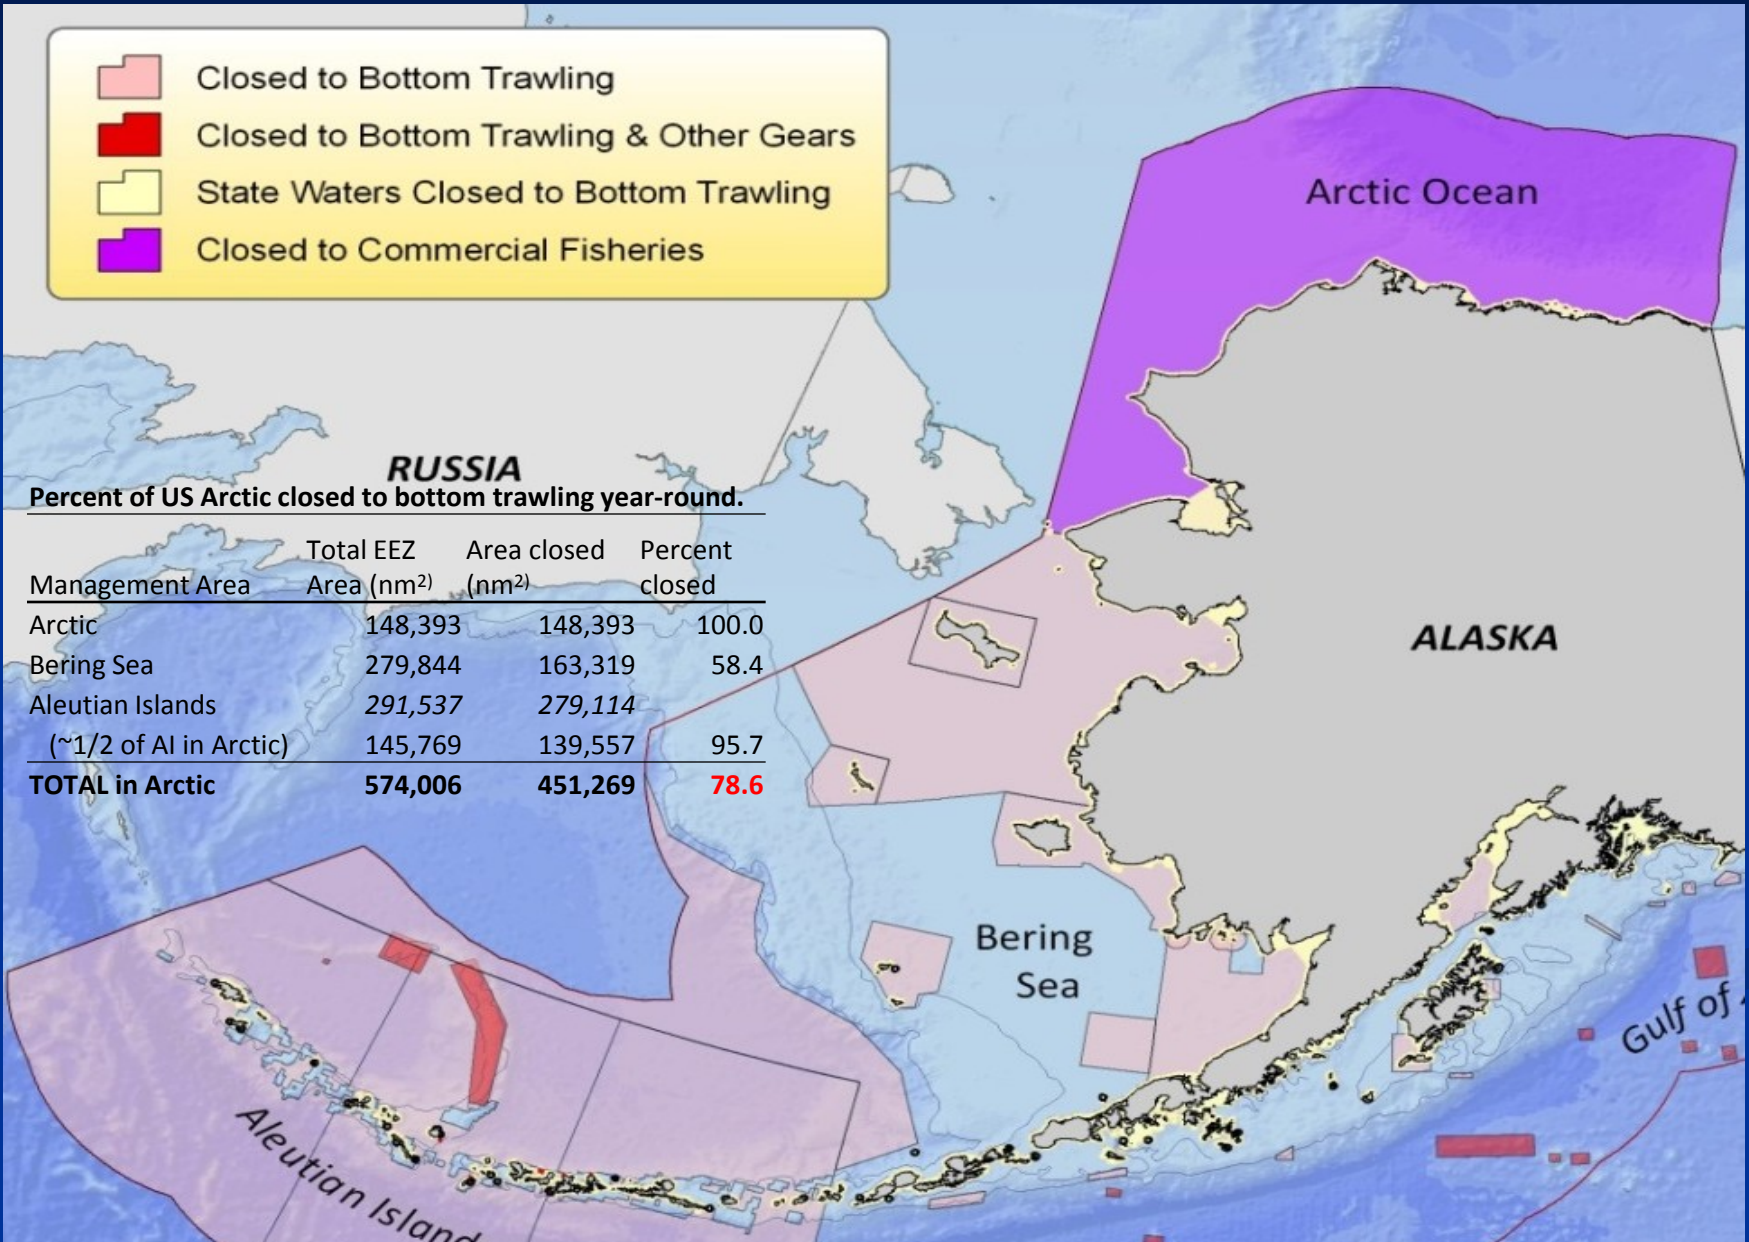 Closed to Bottom Trawling
Closed to Bottom Trawling & Other Gears
State Waters Closed to Bottom Trawling
Closed to Commercial Fisheries
Arctic Ocean
RUSSIA
Percent of US Arctic closed to bottom trawling year-round.
Total EEZ Area closed Percent
Management Area Area (nm²) (nm²) closed
Arctic 148,393 148,393 100.0
Bering Sea 279,844 163,319 58.4
Aleutian Islands 291,537 279,114
(~1/2 of AI in Arctic) 145,769 139,557 95.7
TOTAL in Arctic 574,006 451,269 78.6
ALASKA
Bering
Sea
Gulf of
Aleutian Island